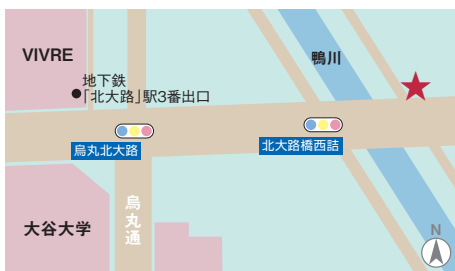 VIVRE
地下鉄
「北大路」駅3番出口
鴨川
烏丸北大路
北大路橋西詰
大谷大学
烏丸通
N